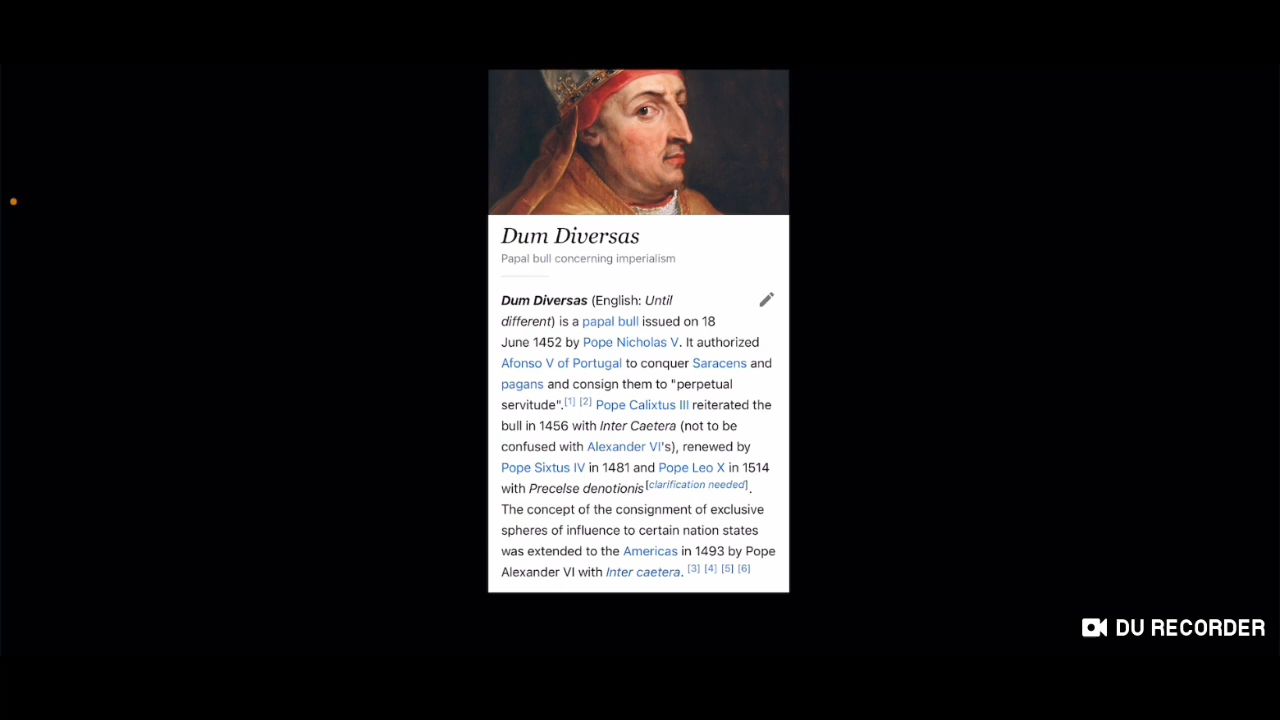 Dum Diversas
Papal bull concerning imperialism
Dum Diversas (English: Until
different) is a papal bull issued on 18
June 1452 by Pope Nicholas V. It authorized
Afonso V of Portugal to conquer Saracens and
pagans and consign them to "perpetual
servitude".[1] [2] Pope Calixtus III reiterated the
bull in 1456 with Inter Caetera (not to be
confused with Alexander VI's), renewed by
Pope Sixtus IV in 1481 and Pope Leo X in 1514
with Precelse denotionis[clarification needed].
The concept of the consignment of exclusive
spheres of influence to certain nation states
was extended to the Americas in 1493 by Pope
Alexander VI with Inter caetera. [3] [4] [5] [6]
DU RECORDER